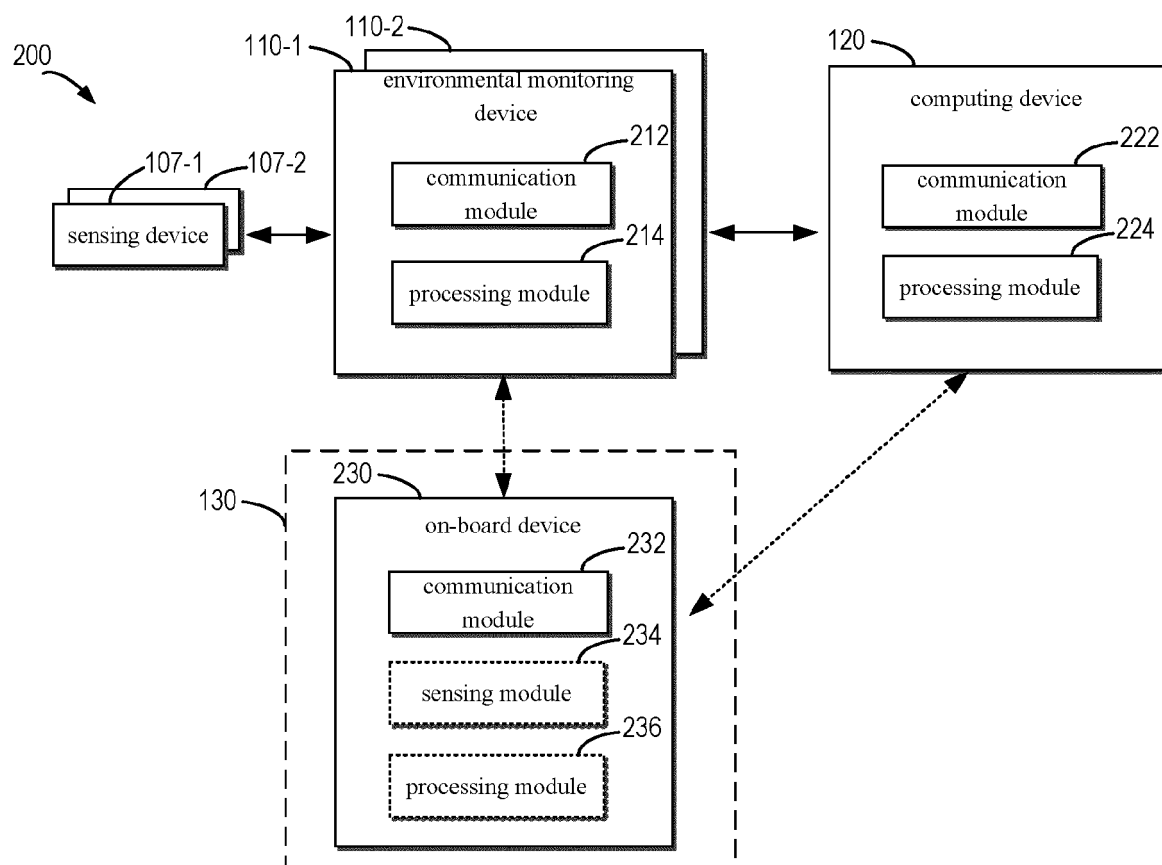 200
110-2
110-1
120
environmental monitoring
device
computing device
212
222
107-1
107-2
communication
module
communication
module
sensing device
214
224
processing module
processing module
230
130
on-board device
232
communication
module
234
sensing module
236
processing module